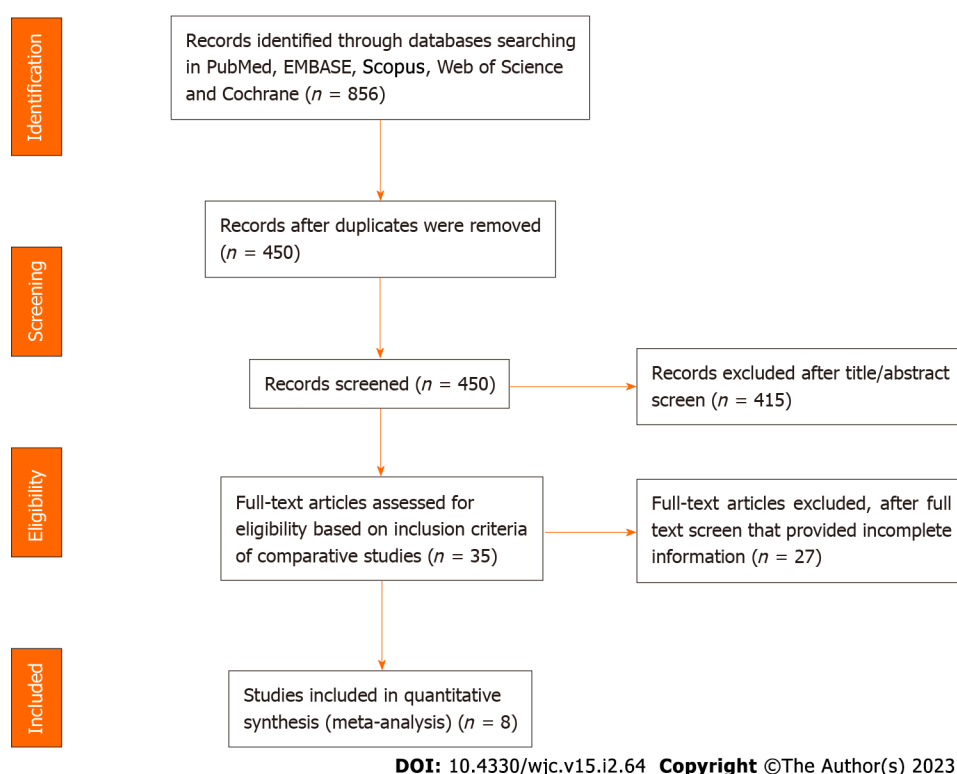 Identification
Records identified through databases searching
in PubMed, EMBASE, Scopus, Web of Science
and Cochrane (n = 856)
Records after duplicates were removed
(n = 450)
Screening
Records screened (n = 450)
Records excluded after title/abstract
screen (n = 415)
Eligibility
Full-text articles assessed for
eligibility based on inclusion criteria
of comparative studies (n = 35)
Full-text articles excluded, after full
text screen that provided incomplete
information (n = 27)
Included
Studies included in quantitative
synthesis (meta-analysis) (n = 8)
DOI: 10.4330/wjc.v15.i2.64 Copyright ©The Author(s) 2023